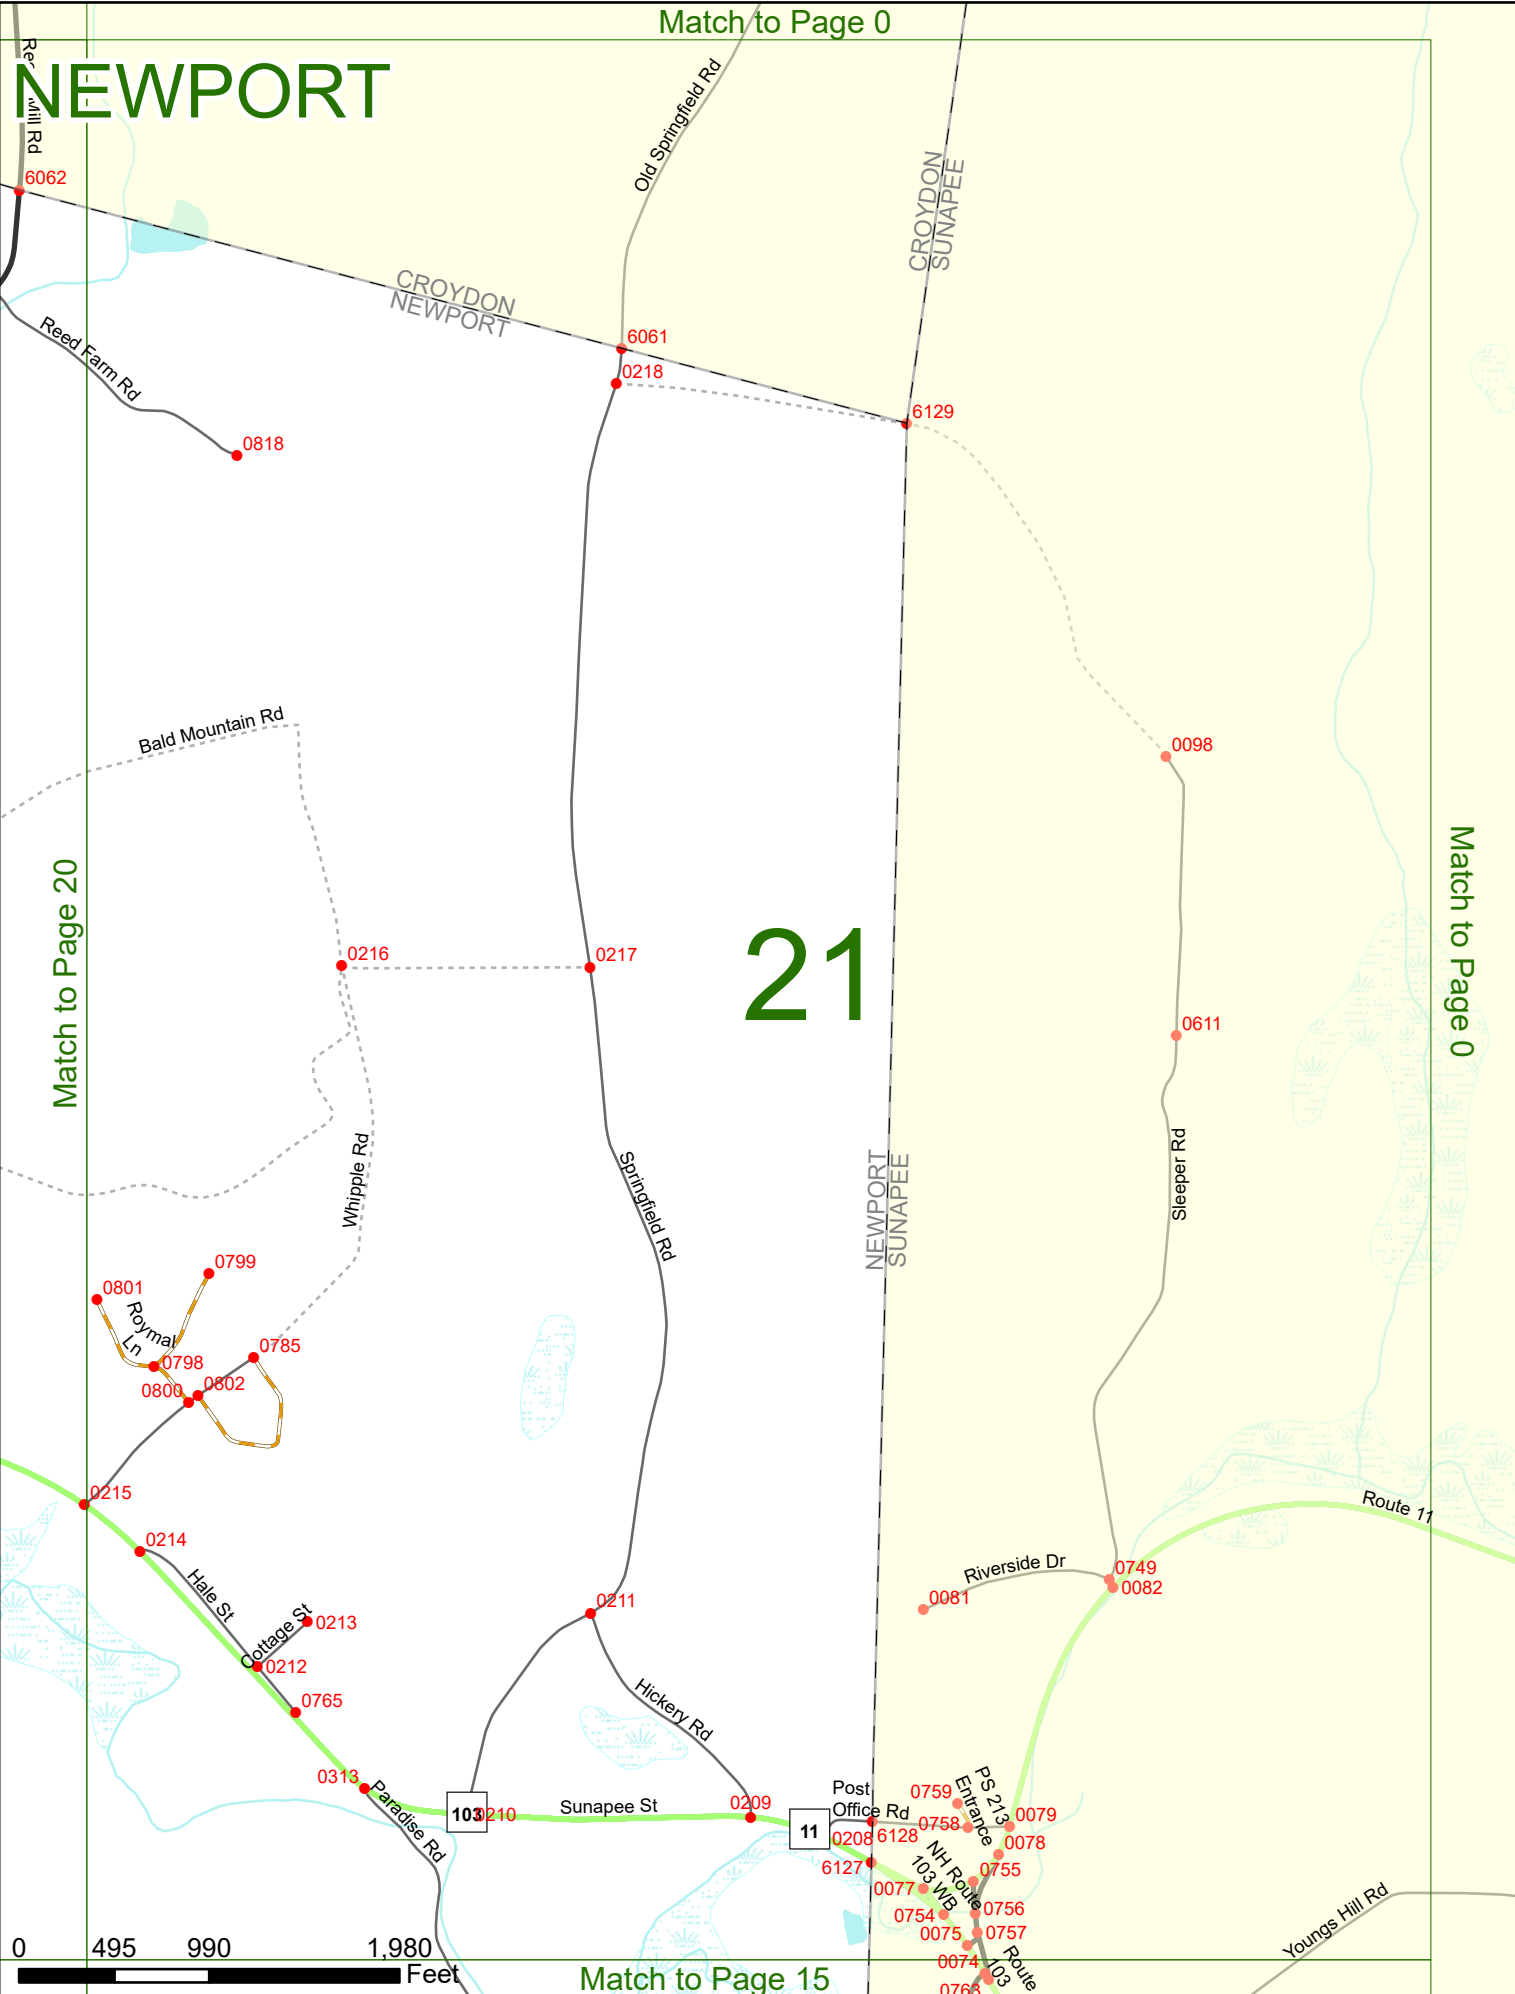 Match to Page 0
NEWPORT
Mill Rd
Old Springfield Rd
6062
CROYDON
SUNAPEE
CROYDON
NEWPORT
Reed Farm Rd
6061
0218
6129
0818
Bald Mountain Rd
0098
Match to Page 20
Match to Page 0
21
0216
0217
0611
Whipple Rd
Springfield Rd
NEWPORT
SUNAPEE
Sleeper Rd
0799
0801
Roymal
Ln
0785
0798
0800
0802
0215
Route 11
0214
Hale St
Riverside Dr
0749
0082
0081
0211
Cottage St
0213
0212
0765
Hickery Rd
0313
Paradise Rd
103
0210
Sunapee St
0209
Post
Office Rd
11
0208
6128
6127
0759
0758
PS 213
Entrance
0079
0078
NH Route
103 WB
0077
0755
0754
0756
0075
0757
0074
Route
103
0763
Youngs Hill Rd
0 495 990 1,980
Feet
Match to Page 15